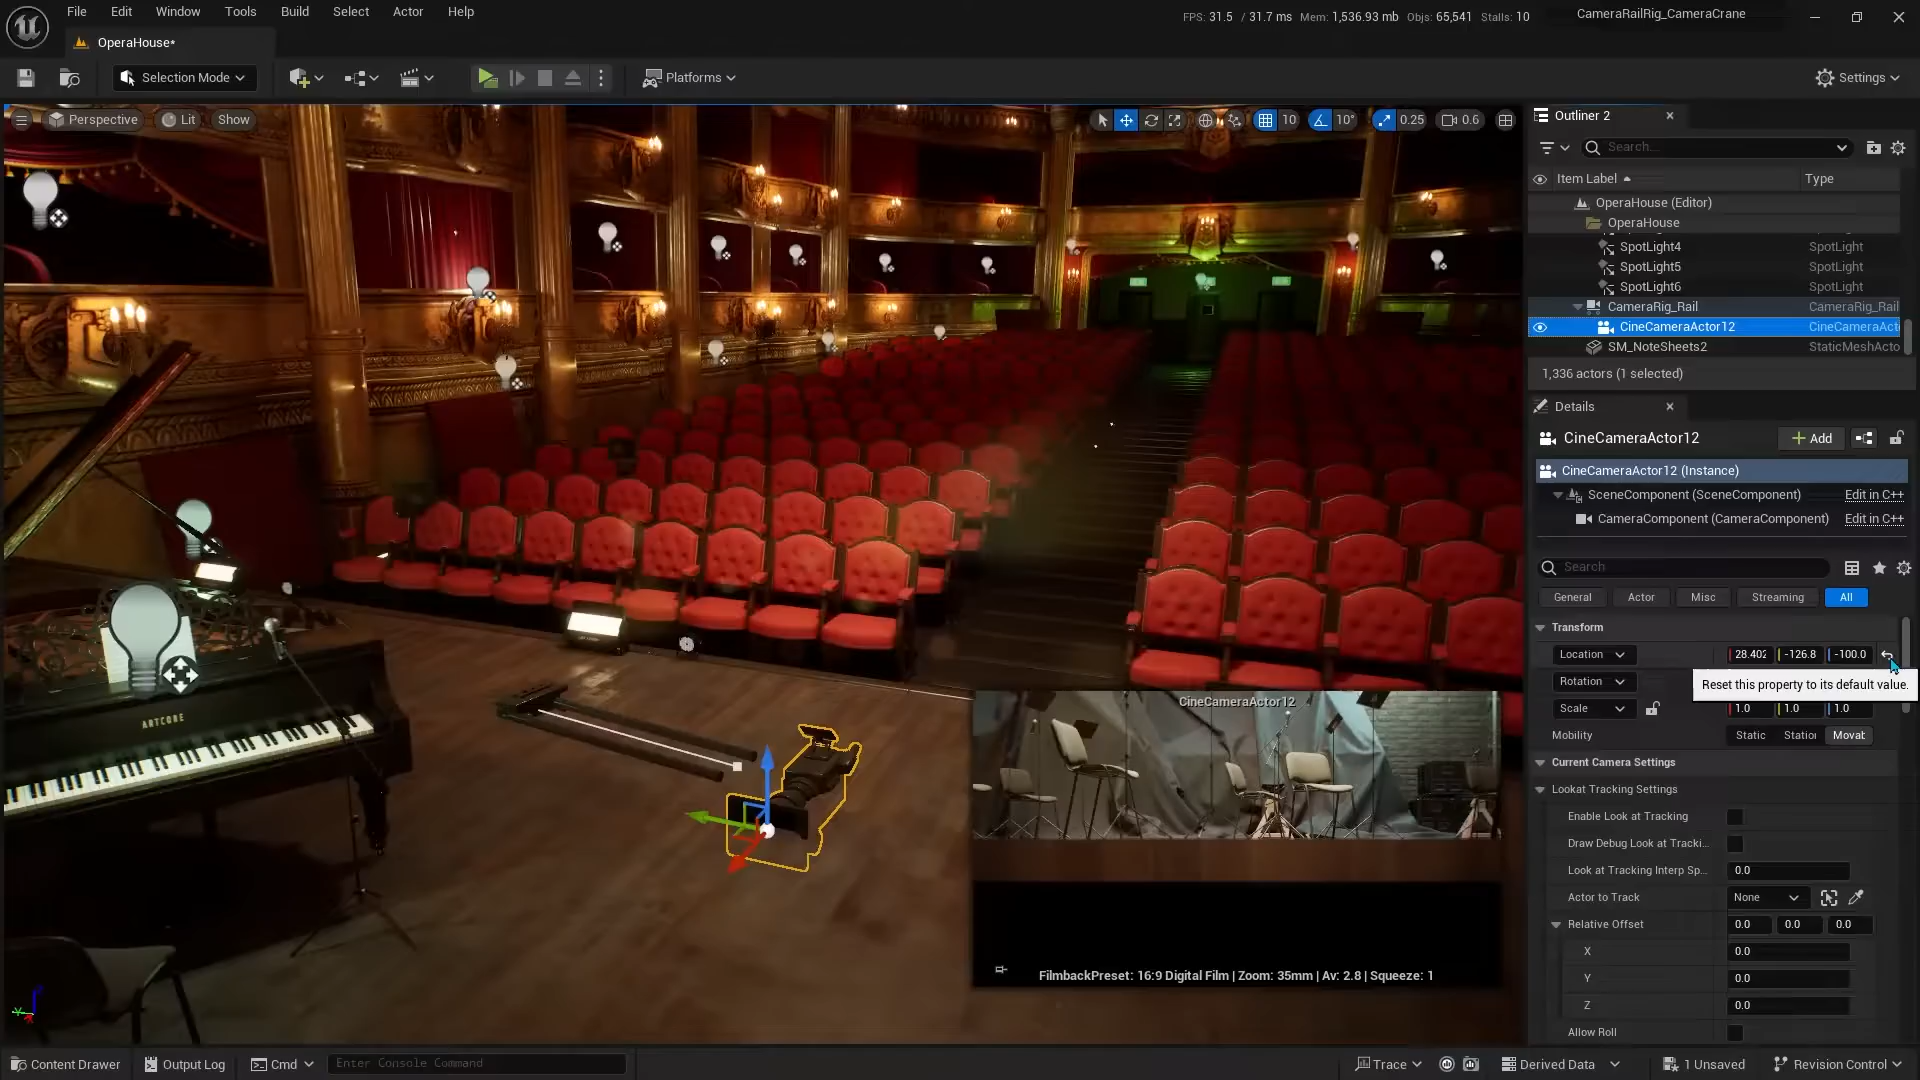 File Edit Window Tools Build Select Actor Help
FPS: 31.5 / 31.7 ms Mem: 1,536.93 mb Objs: 65,541 Stalls: 10
CameraRailRig_CameraCrane
OperaHouse*
Selection Mode
Platforms
Settings
Perspective Lit Show
10 10° 0.25 0.6
Outliner 2
Search...
Item Label Type
OperaHouse (Editor)
OperaHouse
SpotLight4 SpotLight
SpotLight5 SpotLight
SpotLight6 SpotLight
CameraRig_Rail CameraRig_Rail
CineCameraActor12 CineCameraActo
SM_NoteSheets2 StaticMeshActo
1,336 actors (1 selected)
Details
CineCameraActor12 Add
CineCameraActor12 (Instance)
SceneComponent (SceneComponent) Edit in C++
CameraComponent (CameraComponent) Edit in C++
Search
General Actor Misc Streaming All
Transform
Location 28.402 -126.8 -100.0
Rotation
Reset this property to its default value.
Scale 1.0 1.0 1.0
Mobility Static Station Movab
Current Camera Settings
Lookat Tracking Settings
Enable Look at Tracking
Draw Debug Look at Tracki...
Look at Tracking Interp Sp... 0.0
Actor to Track None
Relative Offset 0.0 0.0 0.0
X 0.0
Y 0.0
Z 0.0
Allow Roll
ARTCORE
CineCameraActor12
FilmbackPreset: 16:9 Digital Film | Zoom: 35mm | Av: 2.8 | Squeeze: 1
Content Drawer Output Log Cmd Enter Console Command
Trace Derived Data 1 Unsaved Revision Control